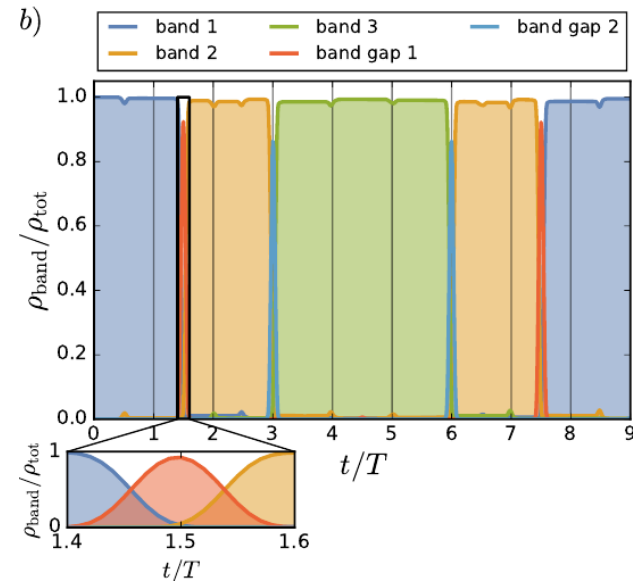 b)
band 1 band 3 band gap 2
band 2 band gap 1
1.0
0.8
0.6
0.4
0.2
0.0
ρband/ρtot
0 1 2 3 4 5 6 7 8 9
t/T
1
0
ρband/ρtot
1.4 1.5 1.6
t/T